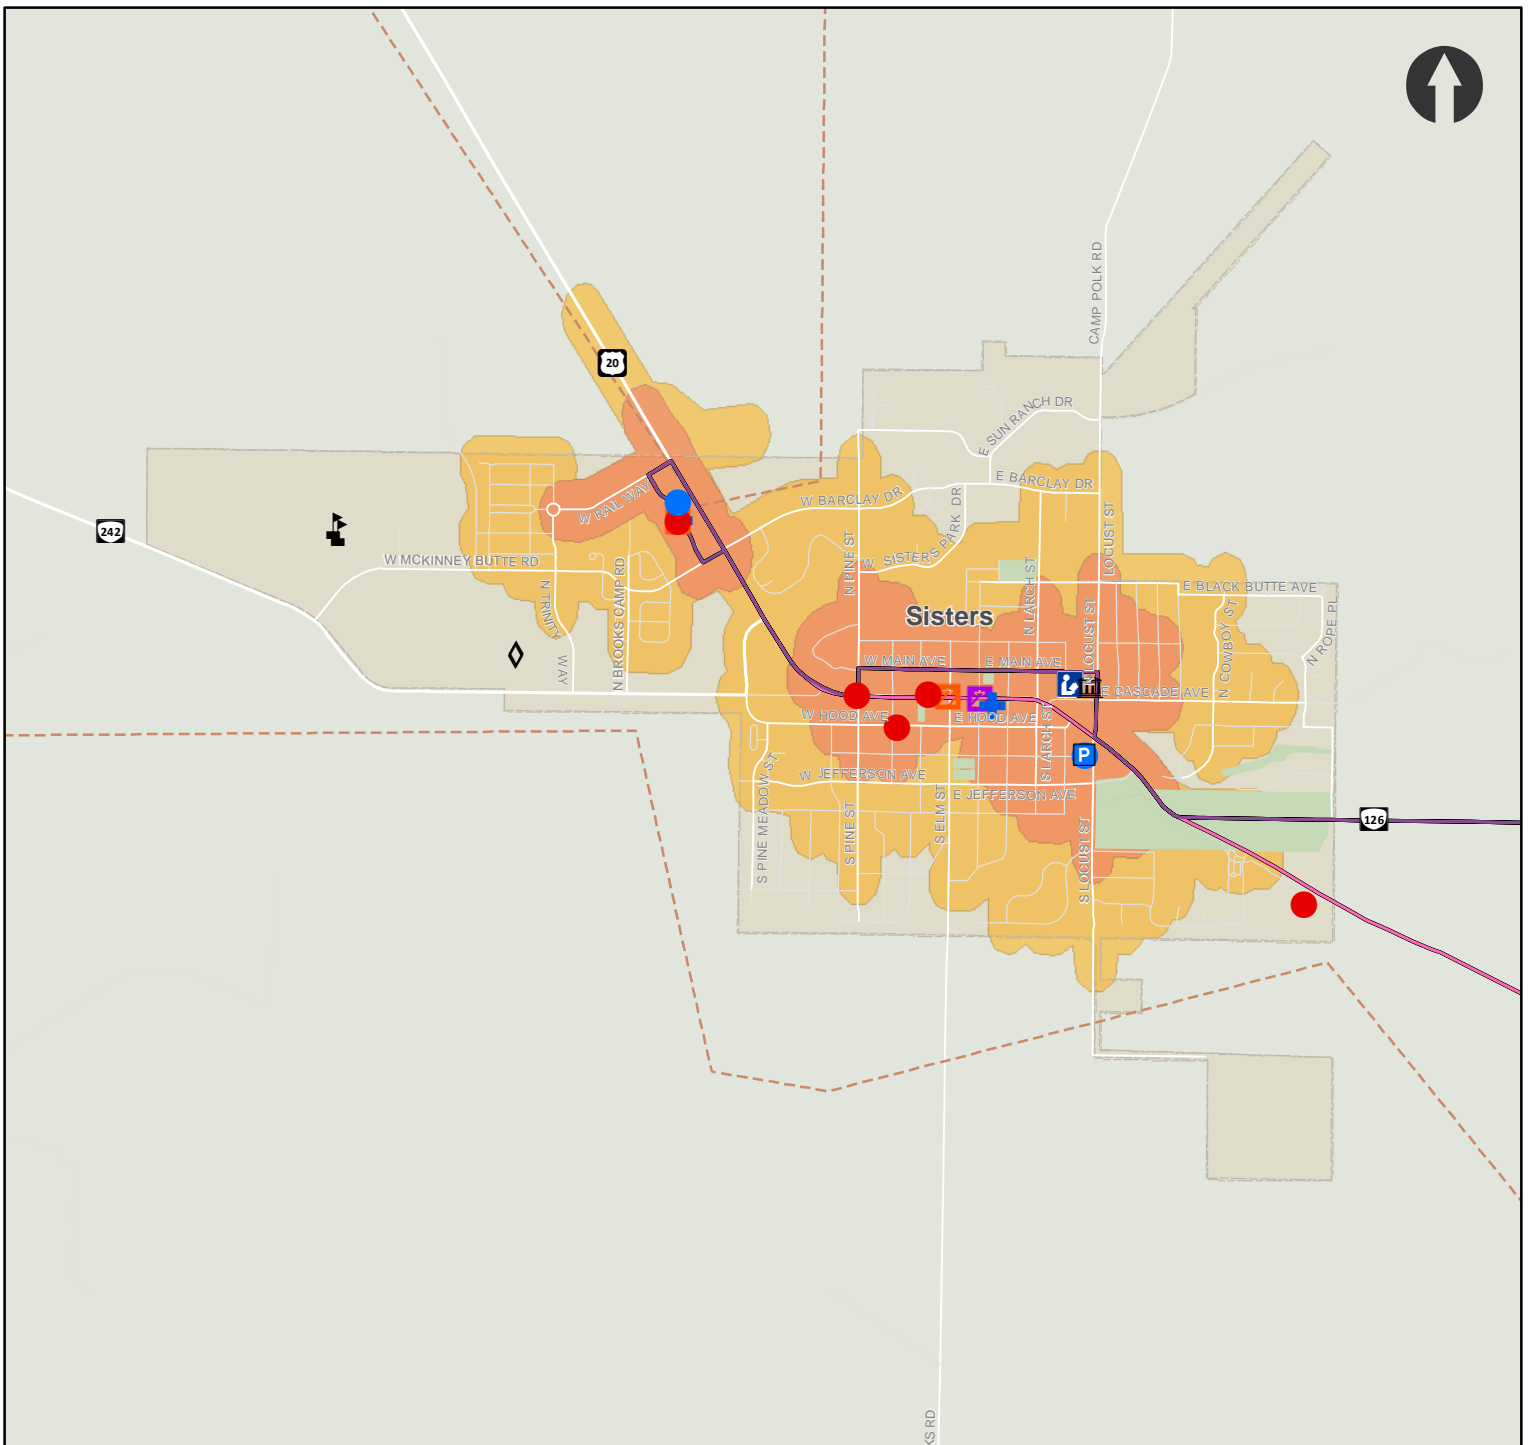 CAMP POLK RD
20
E SUN RANCH DR
E BARCLAY DR
W BARCLAY DR
W RAIL WAY
242
N PINE ST
W SISTERS PARK DR
LOCUST ST
W MCKINNEY BUTTE RD
N TRINITY WAY
N BROOKS CAMP RD
N LARCH ST
E BLACK BUTTE AVE
Sisters
N LOCUST ST
N COWBOY ST
N ROPE PL
W MAIN AVE
E MAIN AVE
E CASCADE AVE
W HOOD AVE
E HOOD AVE
S LARCH ST
P
S PINE MEADOW ST
W JEFFERSON AVE
E JEFFERSON AVE
S PINE ST
S ELM ST
S LOCUST ST
126
KS RD